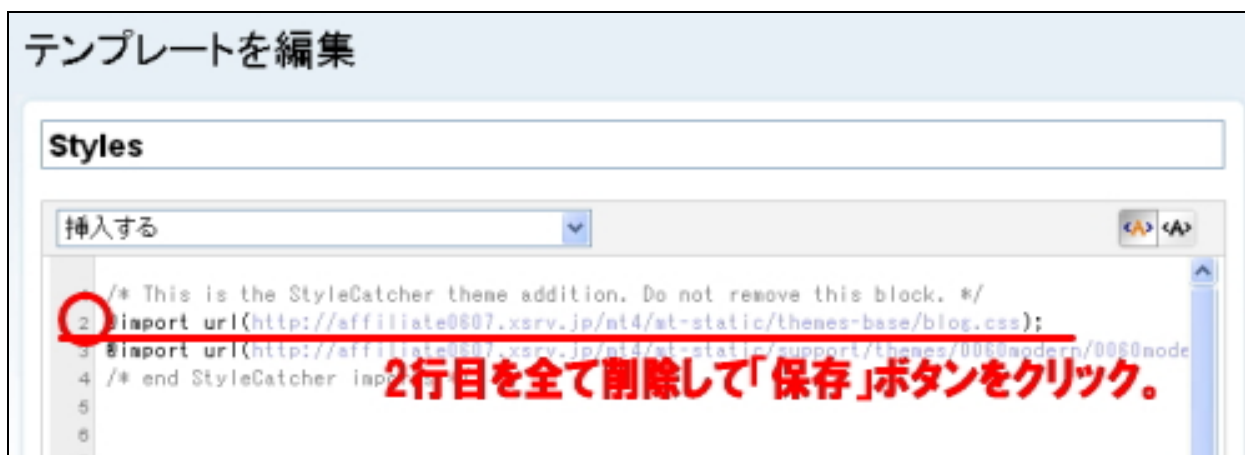 テンプレートを編集
Styles
挿入する
<A> <A>
/* This is the StyleCatcher theme addition. Do not remove this block. */
2 @import url(http://affiliate0607.xsrv.jp/mt4/mt-static/themes-base/blog.css);
3 @import url(http://affiliate0607.xsrv.jp/mt4/mt-static/support/themes/0060modern/0060mode
4 /* end StyleCatcher
2行目を全て削除して「保存」ボタンをクリック。
5
6